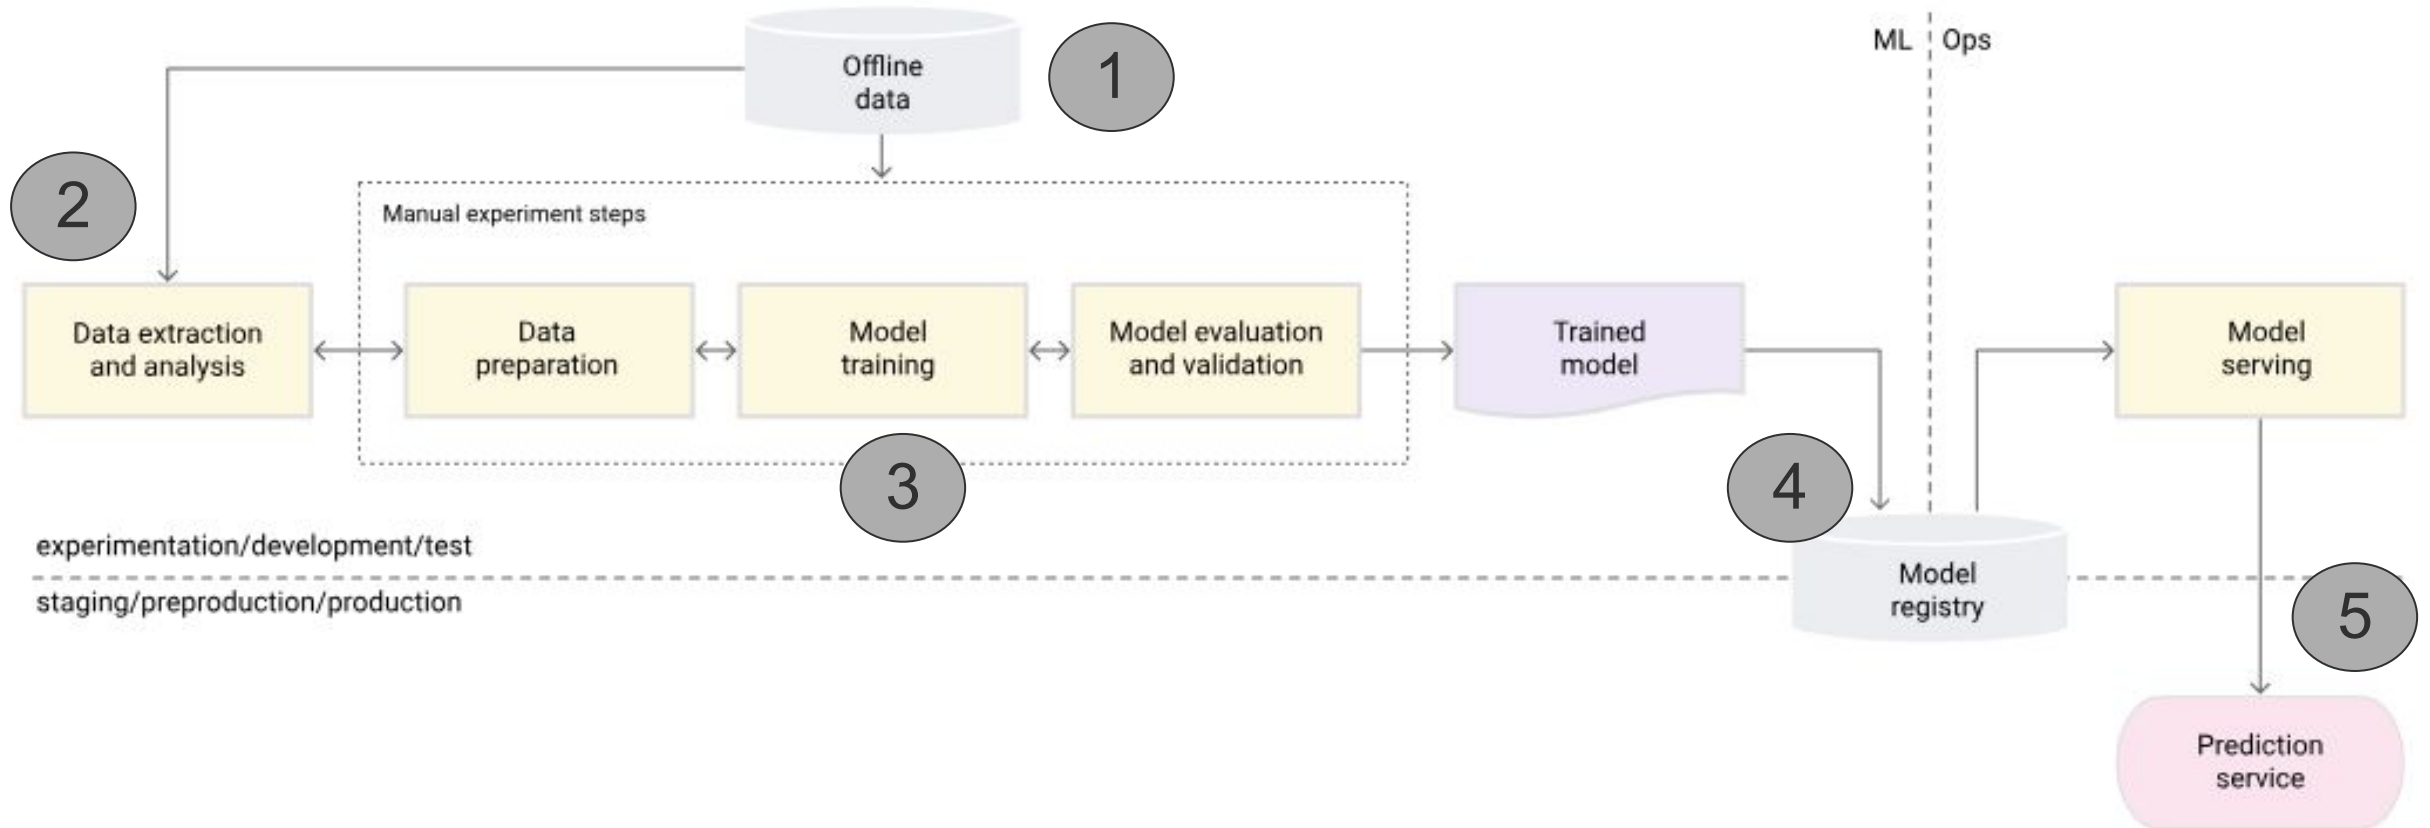 Offline
data
1
ML
Ops
2
Manual experiment steps
Data extraction
and analysis
Data
preparation
Model
training
Model evaluation
and validation
Trained
model
Model
serving
3
4
experimentation/development/test
staging/preproduction/production
Model
registry
5
Prediction
service